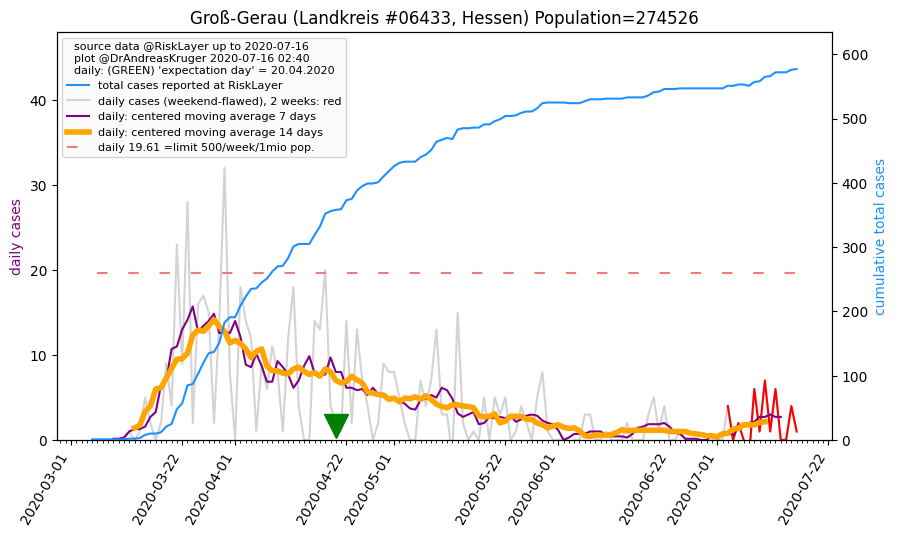 Groß-Gerau (Landkreis #06433, Hessen) Population=274526
source data @RiskLayer up to 2020-07-16
plot @DrAndreasKruger 2020-07-16 02:40
daily: (GREEN) 'expectation day' = 20.04.2020
total cases reported at RiskLayer
daily cases (weekend-flawed), 2 weeks: red
daily: centered moving average 7 days
daily: centered moving average 14 days
daily 19.61 =limit 500/week/1mio pop.
daily cases
40
30
20
10
0
cumulative total cases
600
500
400
300
200
100
0
2020-03-01
2020-03-22
2020-04-01
2020-04-22
2020-05-01
2020-05-22
2020-06-01
2020-06-22
2020-07-01
2020-07-22